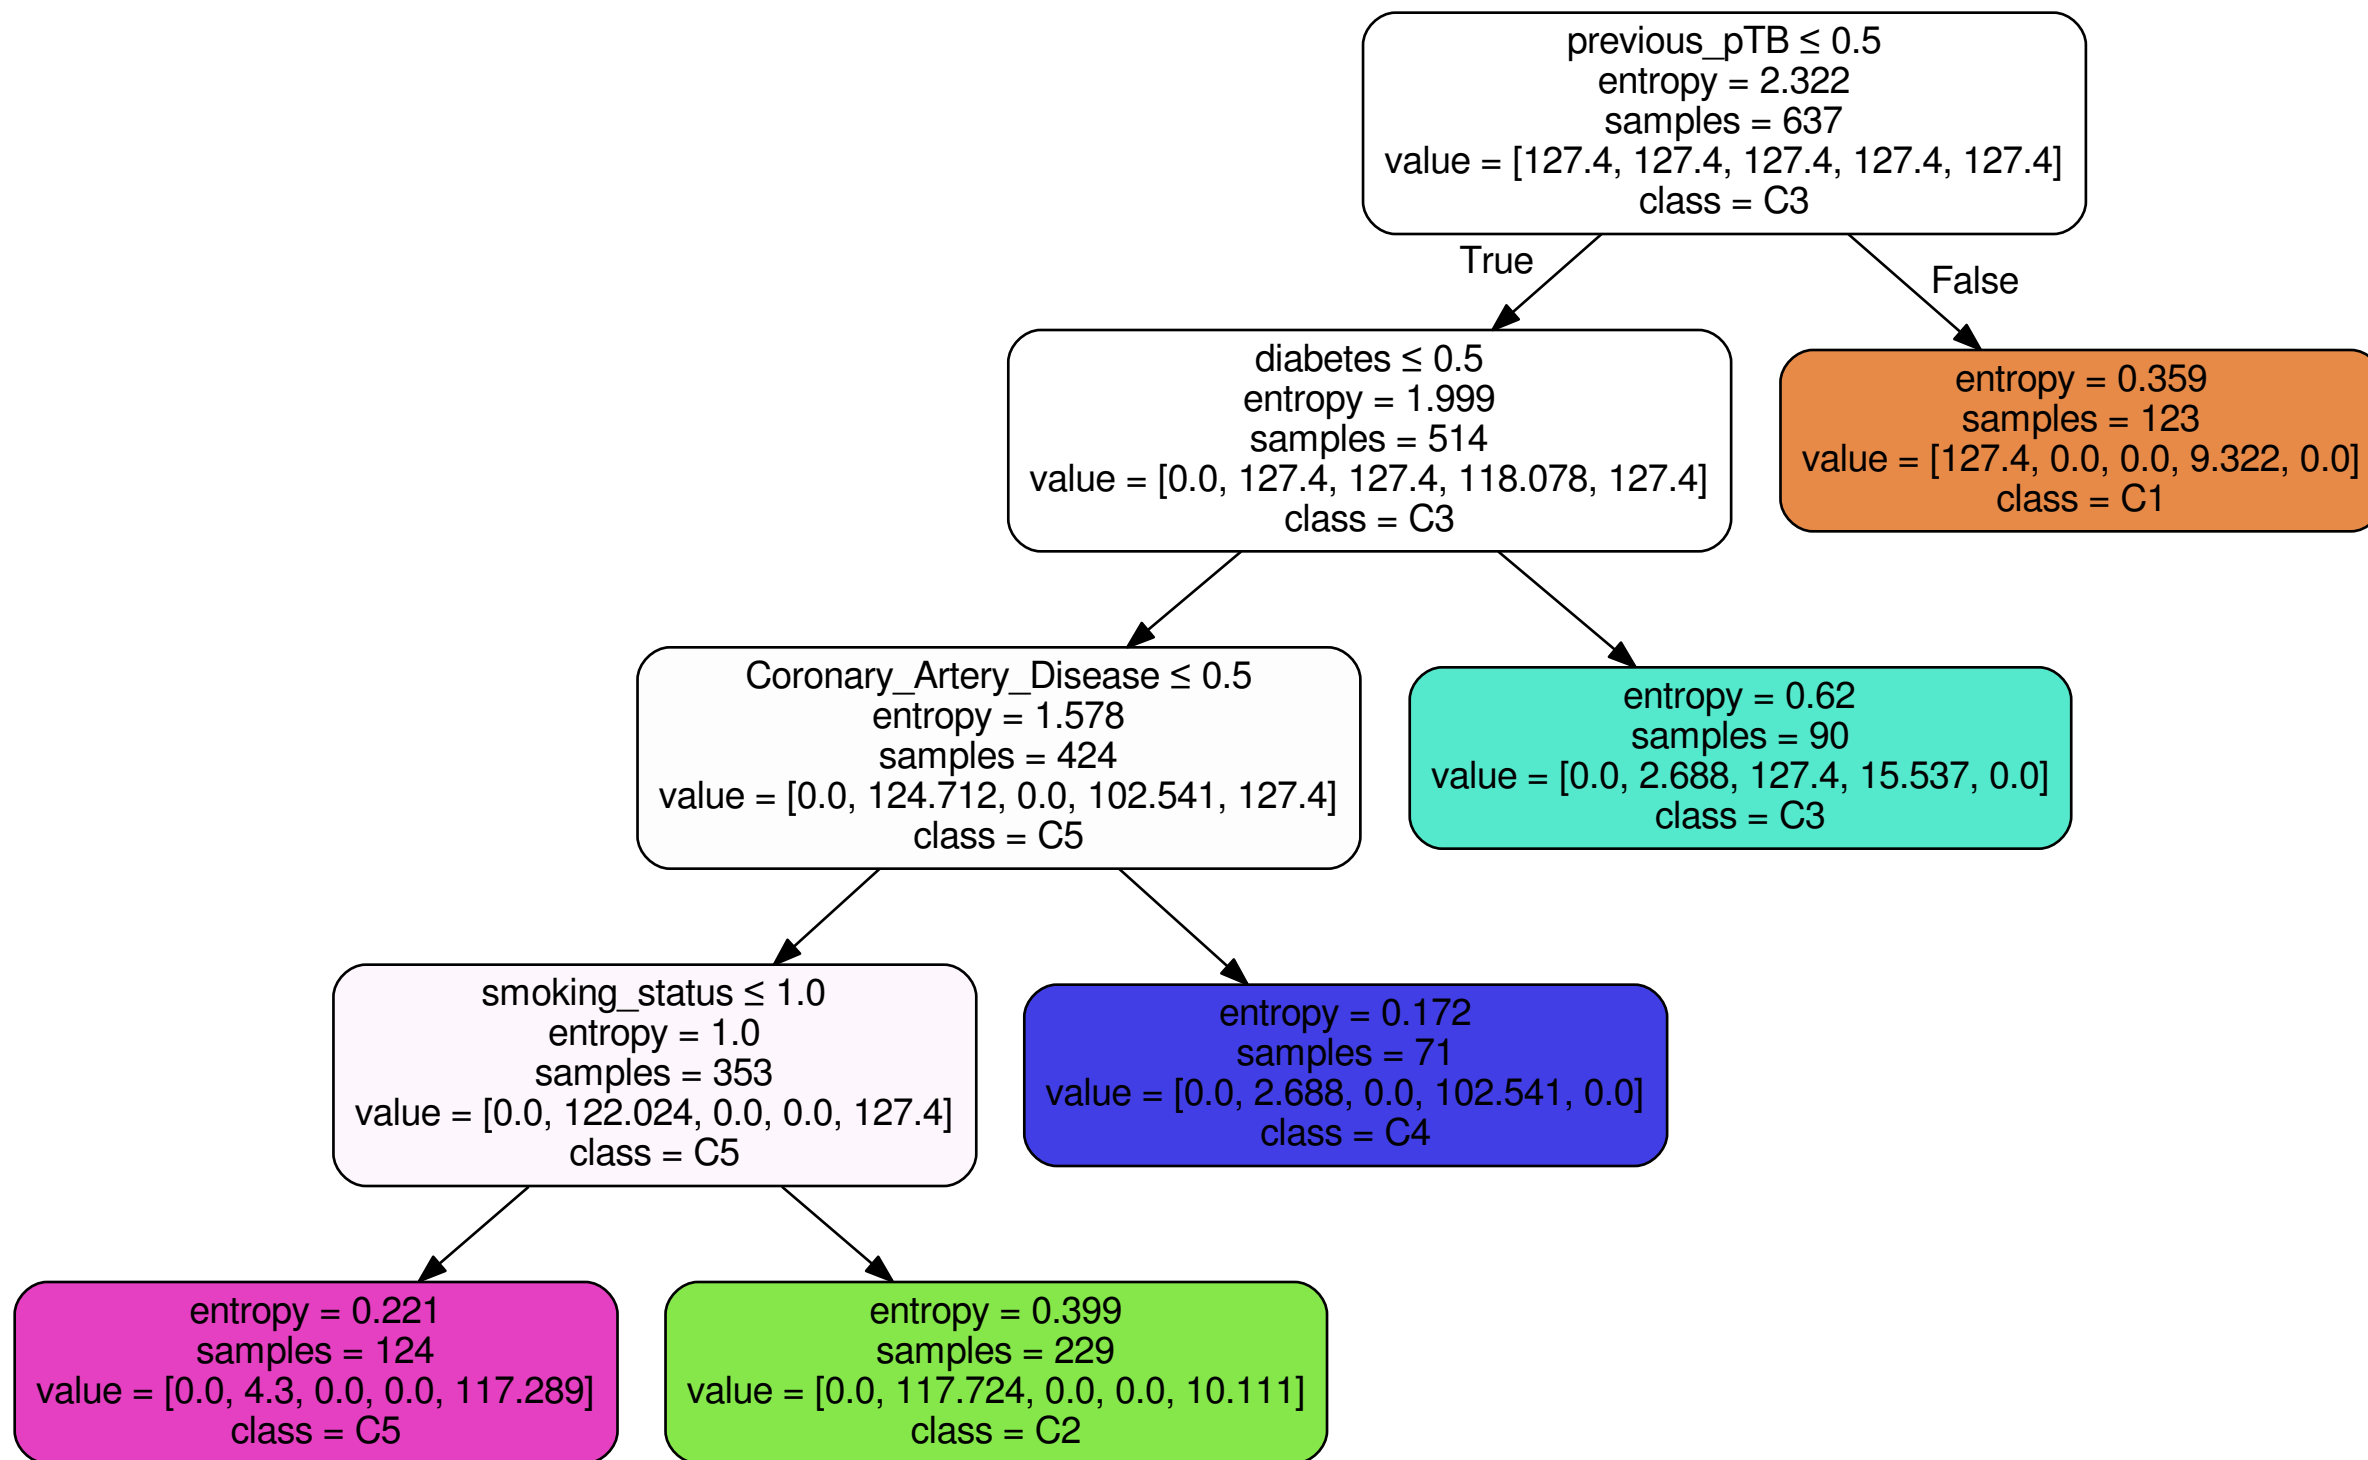 previous_pTB ≤ 0.5
entropy = 2.322
samples = 637
value = [127.4, 127.4, 127.4, 127.4, 127.4]
class = C3
True
False
diabetes ≤ 0.5
entropy = 1.999
samples = 514
value = [0.0, 127.4, 127.4, 118.078, 127.4]
class = C3
entropy = 0.359
samples = 123
value = [127.4, 0.0, 0.0, 9.322, 0.0]
class = C1
Coronary_Artery_Disease ≤ 0.5
entropy = 1.578
samples = 424
value = [0.0, 124.712, 0.0, 102.541, 127.4]
class = C5
entropy = 0.62
samples = 90
value = [0.0, 2.688, 127.4, 15.537, 0.0]
class = C3
smoking_status ≤ 1.0
entropy = 1.0
samples = 353
value = [0.0, 122.024, 0.0, 0.0, 127.4]
class = C5
entropy = 0.172
samples = 71
value = [0.0, 2.688, 0.0, 102.541, 0.0]
class = C4
entropy = 0.221
samples = 124
value = [0.0, 4.3, 0.0, 0.0, 117.289]
class = C5
entropy = 0.399
samples = 229
value = [0.0, 117.724, 0.0, 0.0, 10.111]
class = C2